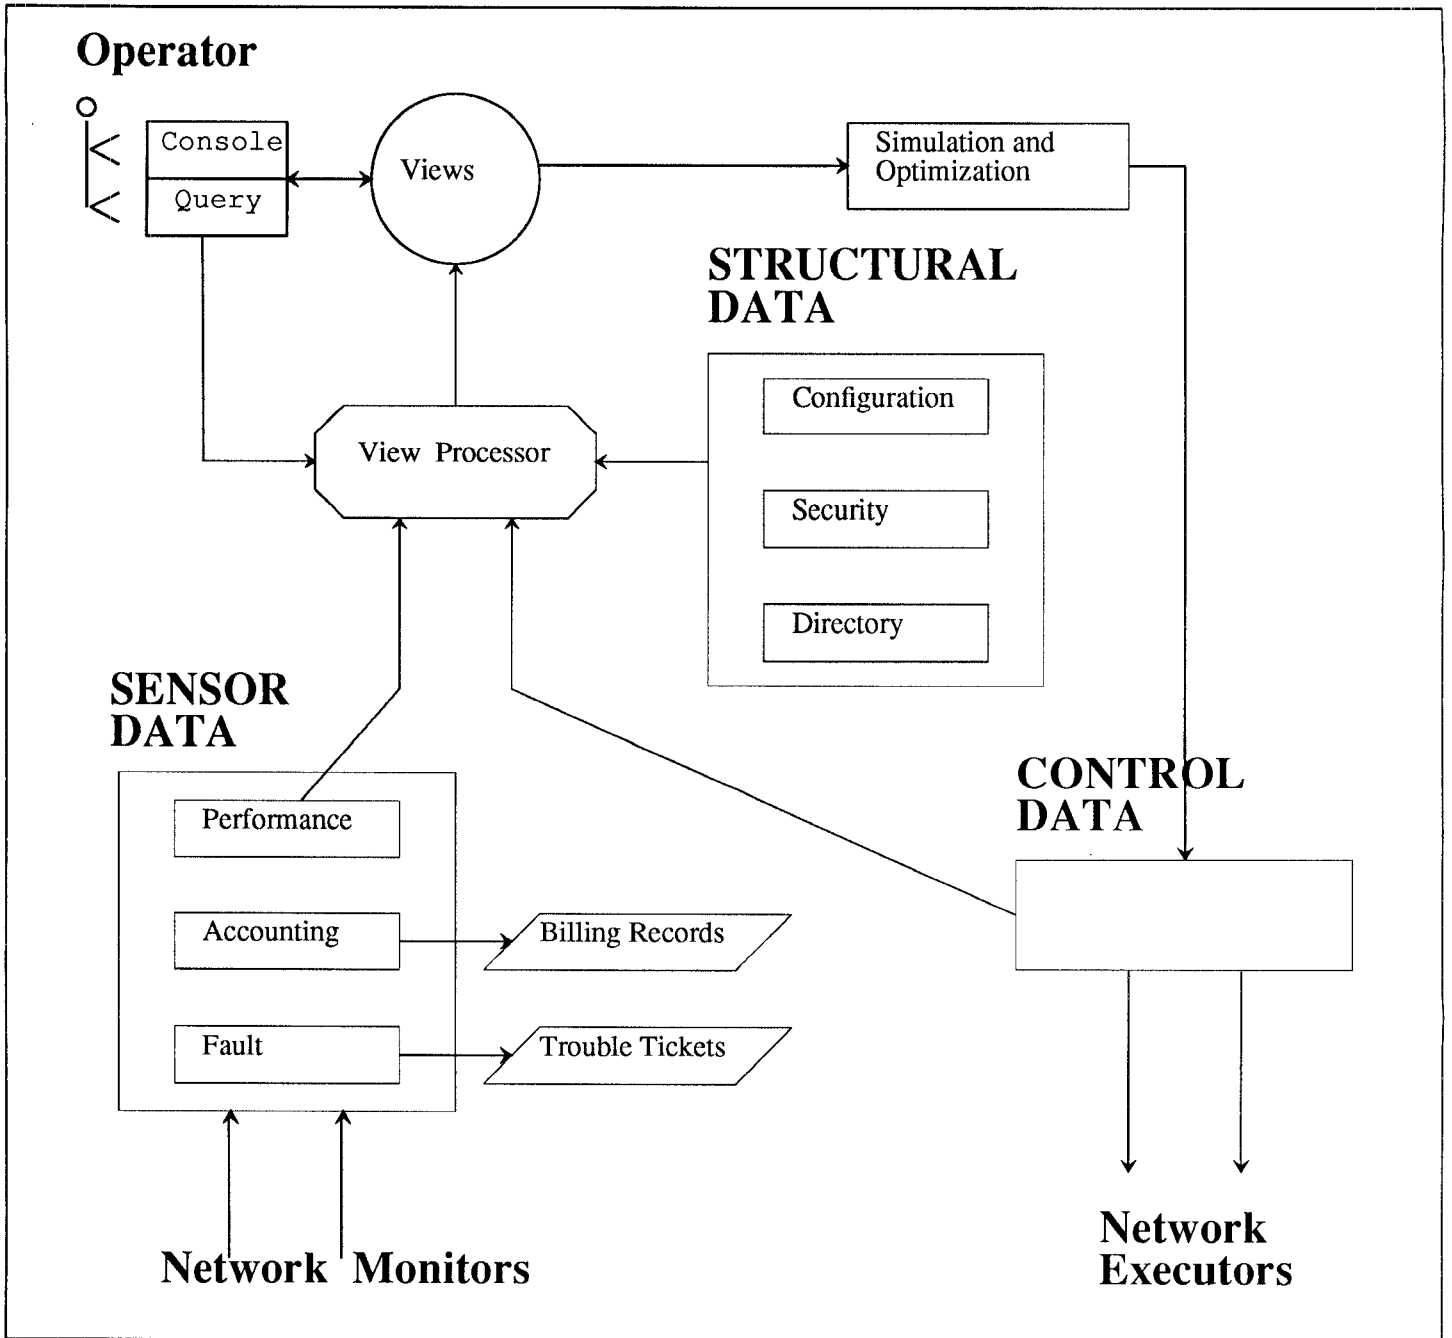 Operator
Console
Query
Views
Simulation and
Optimization
STRUCTURAL
DATA
Configuration
View Processor
Security
Directory
SENSOR
DATA
CONTROL
DATA
Performance
Accounting
Billing Records
Fault
Trouble Tickets
Network Monitors
Network
Executors